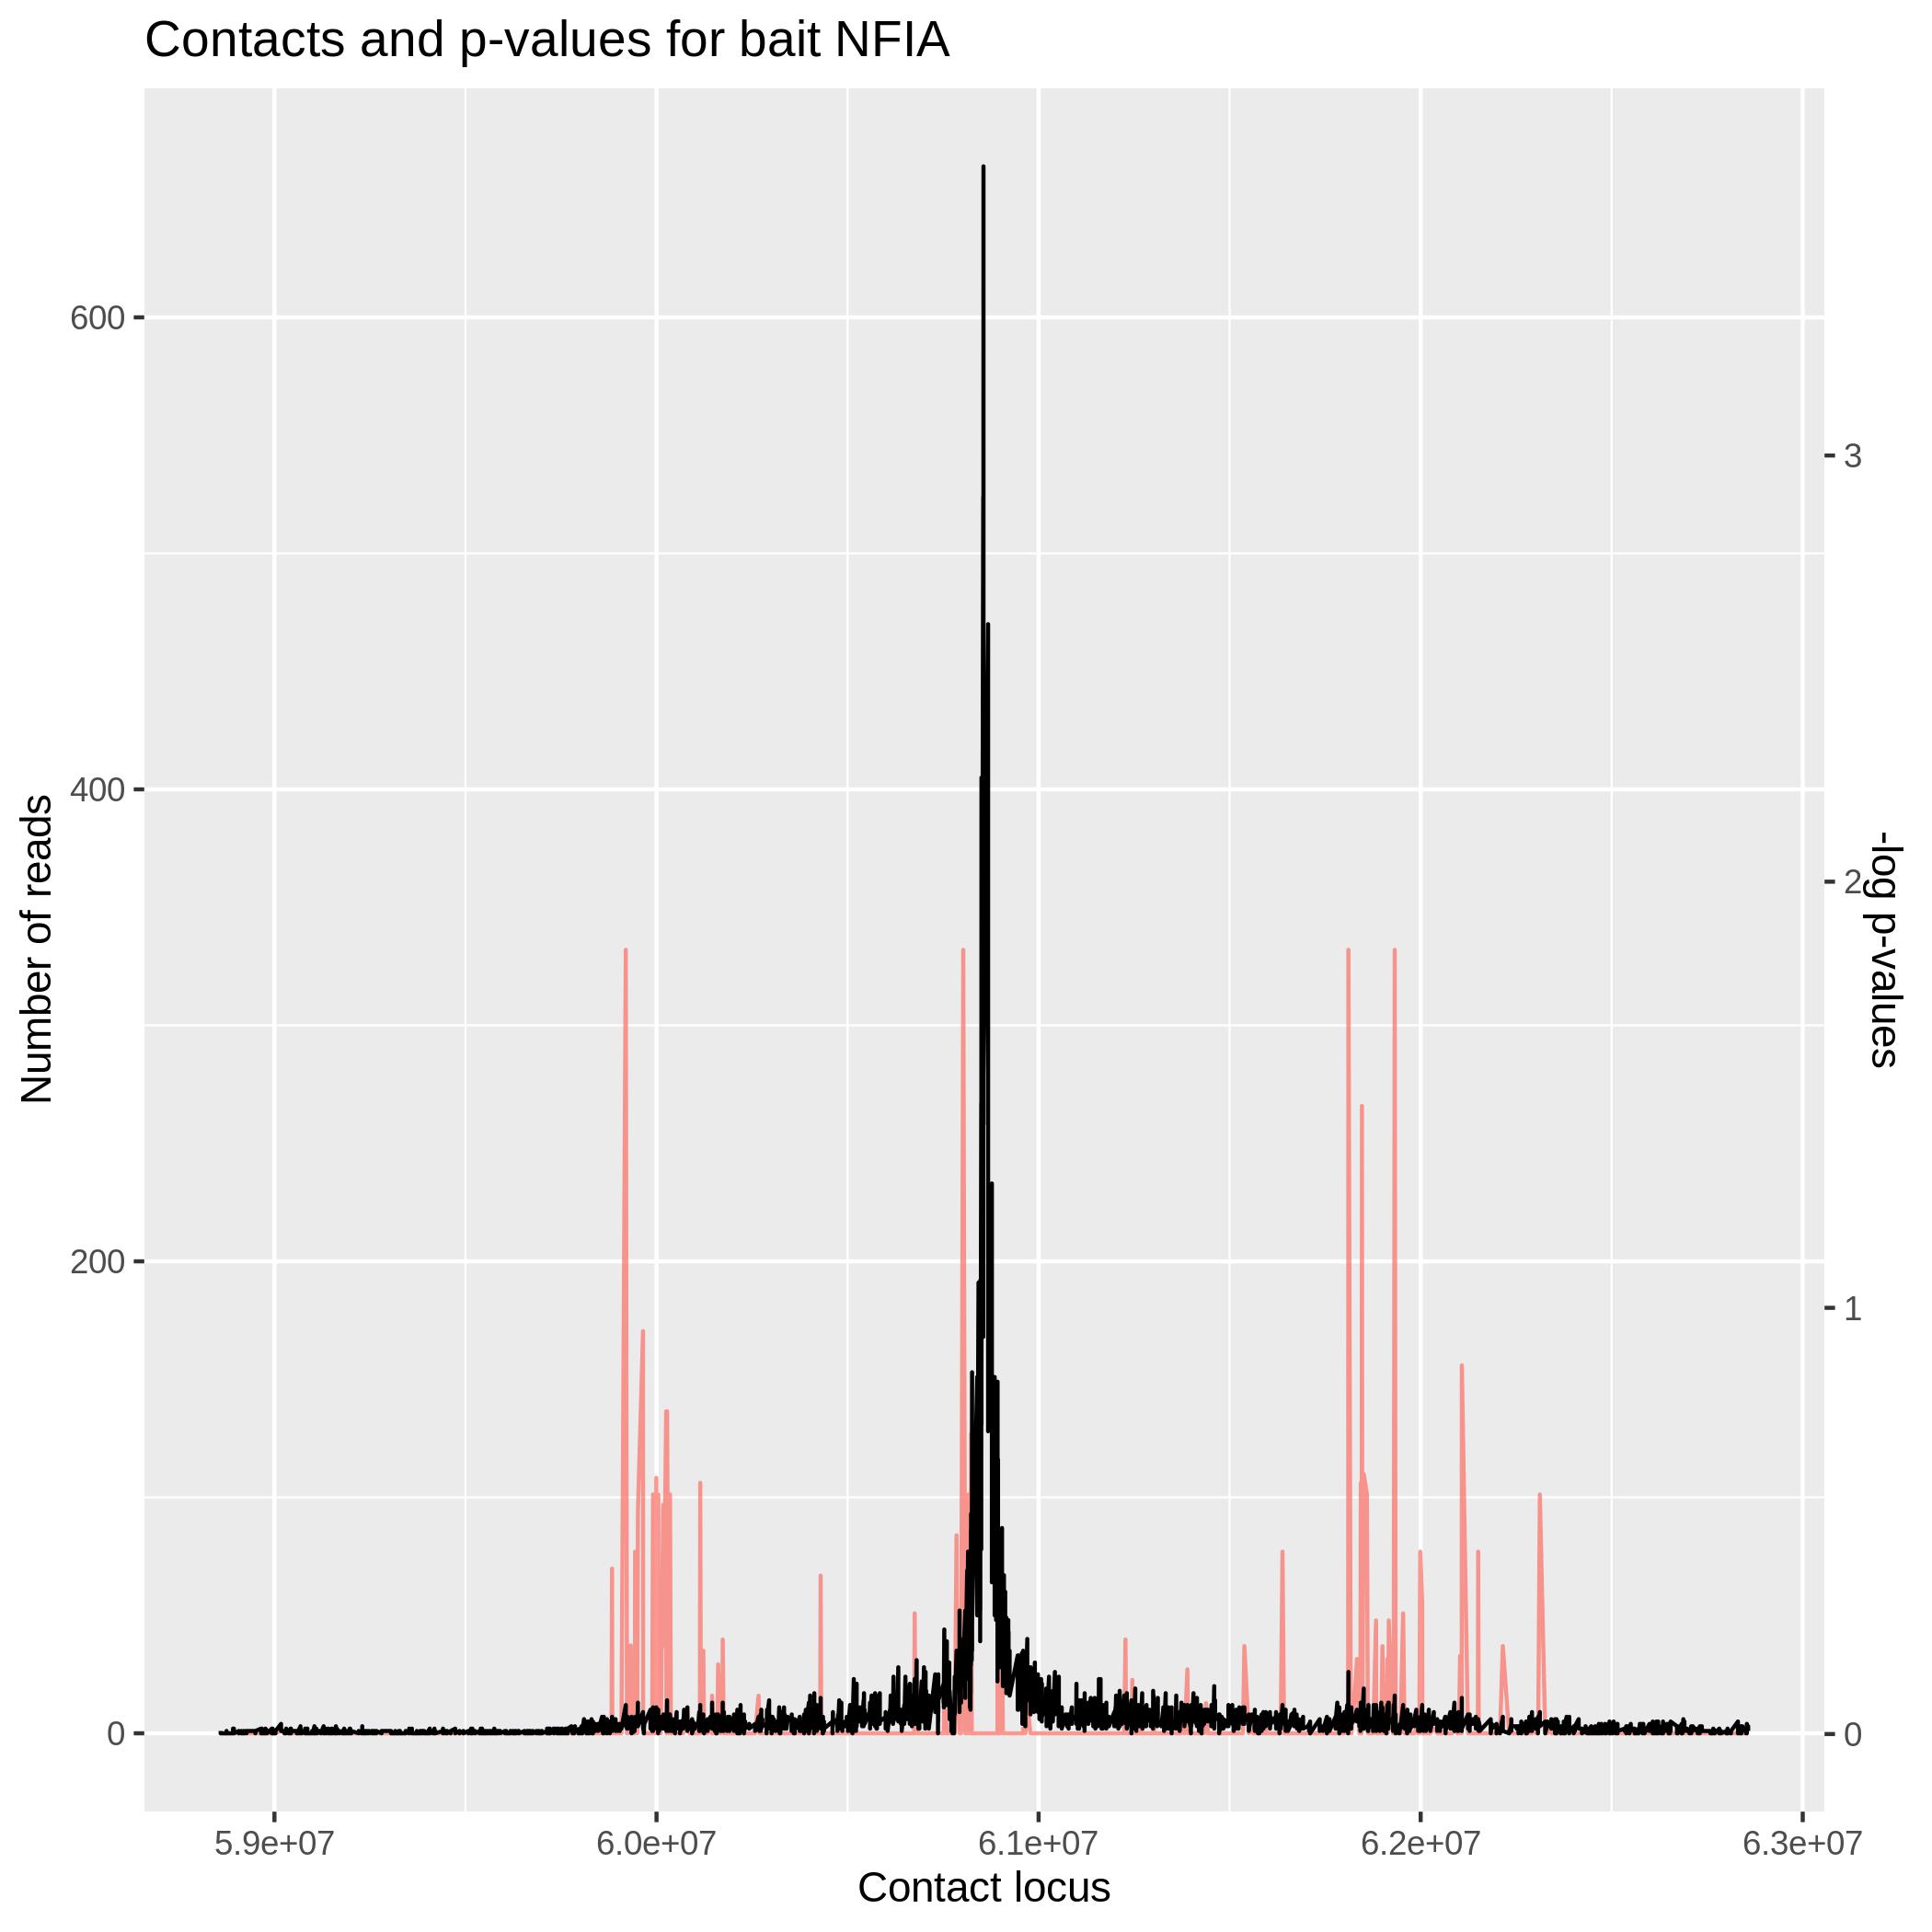 Contacts and p-values for bait NFIA
600
400
200
0
Number of reads
3
2
1
0
-log p-values
5.9e+07 6.0e+07 6.1e+07 6.2e+07 6.3e+07
Contact locus